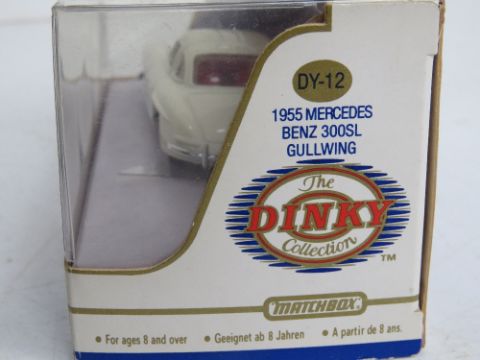 DY-12
1955 MERCEDES
BENZ 300SL
GULLWING
The
DINKY
Collection
TM
MATCHBOX
• For ages 8 and over • Geeignet ab 8 Jahren • A partir de 8 ans.